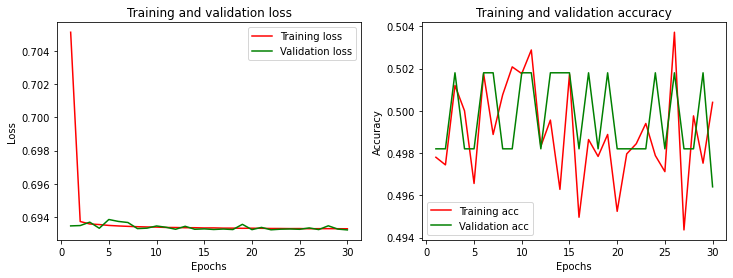 Training and validation loss
Training loss
Validation loss
0.704
0.702
0.700
0.698
0.696
0.694
Loss
0 5 10 15 20 25 30
Epochs
Training and validation accuracy
0.504
0.502
0.500
0.498
0.496
0.494
Accuracy
Training acc
Validation acc
0 5 10 15 20 25 30
Epochs